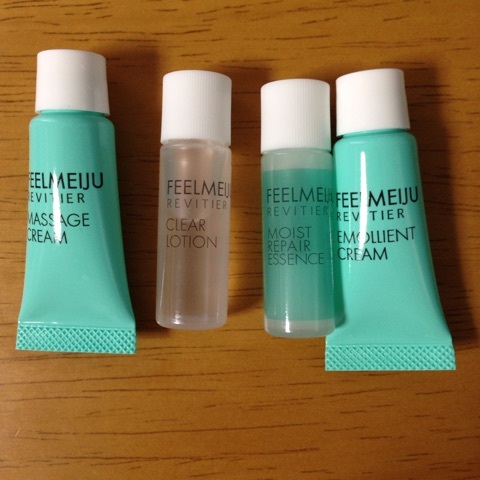 FEELMEIJU
REVITIER
MASSAGE
CREAM
FEELMEIJU
REVITIER
CLEAR
LOTION
FEELMEIJU
REVITIER
MOIST
REPAIR
ESSENCE
FEELMEIJU
REVITIER
EMOLLIENT
CREAM